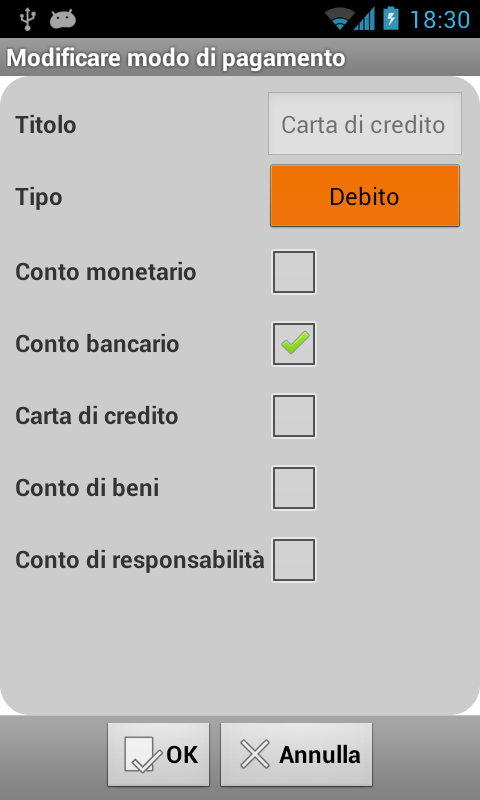 18:30
Modificare modo di pagamento
Titolo
Carta di credito
Tipo
Debito
Conto monetario
Conto bancario
Carta di credito
Conto di beni
Conto di responsabilità
OK
Annulla